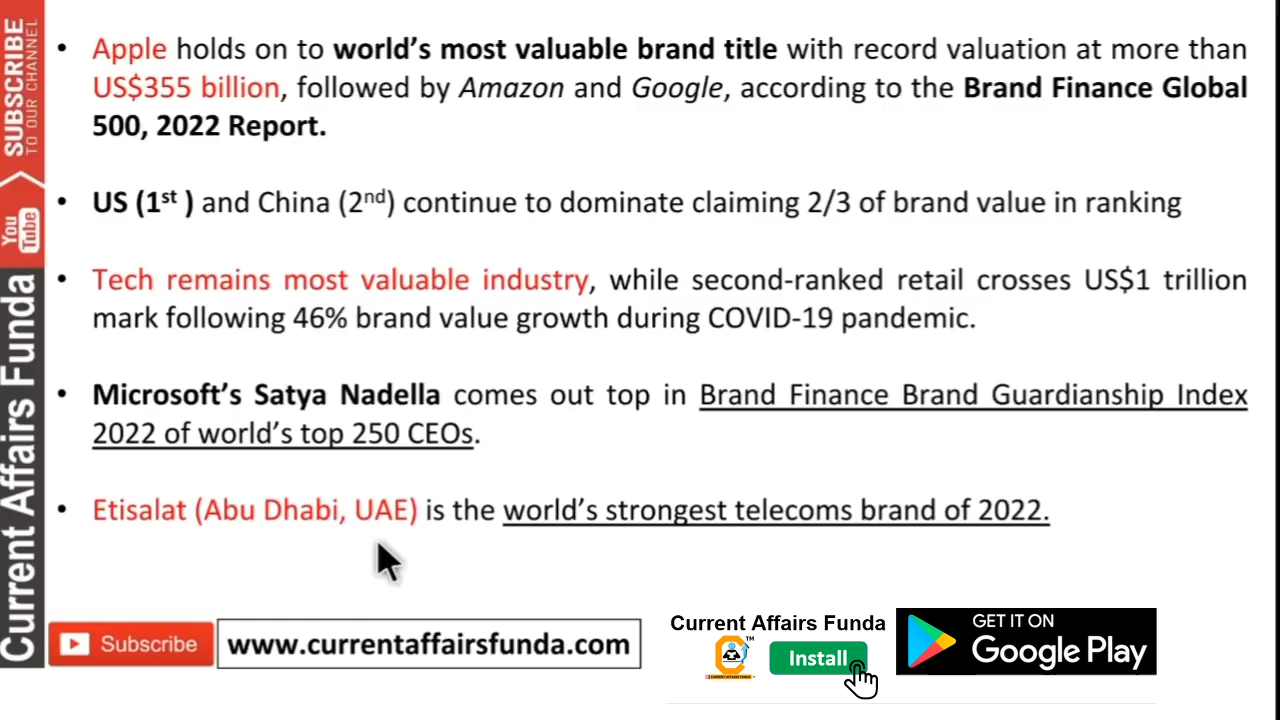 • Apple holds on to world’s most valuable brand title with record valuation at more than
US$355 billion, followed by Amazon and Google, according to the Brand Finance Global
500, 2022 Report.
• US (1st ) and China (2nd) continue to dominate claiming 2/3 of brand value in ranking
• Tech remains most valuable industry, while second-ranked retail crosses US$1 trillion
mark following 46% brand value growth during COVID-19 pandemic.
• Microsoft’s Satya Nadella comes out top in Brand Finance Brand Guardianship Index
2022 of world’s top 250 CEOs.
• Etisalat (Abu Dhabi, UAE) is the world’s strongest telecoms brand of 2022.
SUBSCRIBE
TO OUR CHANNEL
You
Tube
Current Affairs Funda
Subscribe
www.currentaffairsfunda.com
Current Affairs Funda
TM
CURRENT AFFAIRS FUNDA
Install
GET IT ON
Google Play